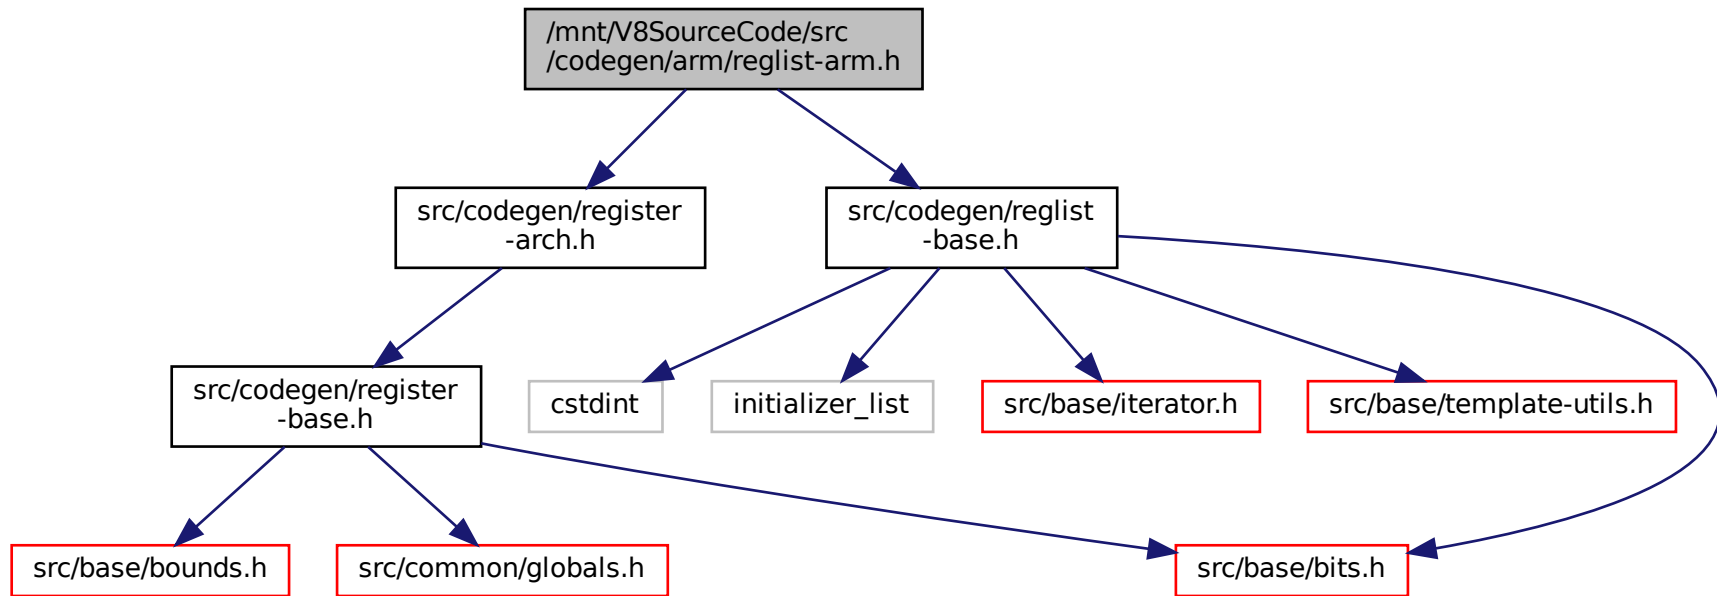 /mnt/V8SourceCode/src
/codegen/arm/reglist-arm.h
src/codegen/register
-arch.h
src/codegen/reglist
-base.h
src/codegen/register
-base.h
cstdint
initializer_list
src/base/iterator.h
src/base/template-utils.h
src/base/bounds.h
src/common/globals.h
src/base/bits.h